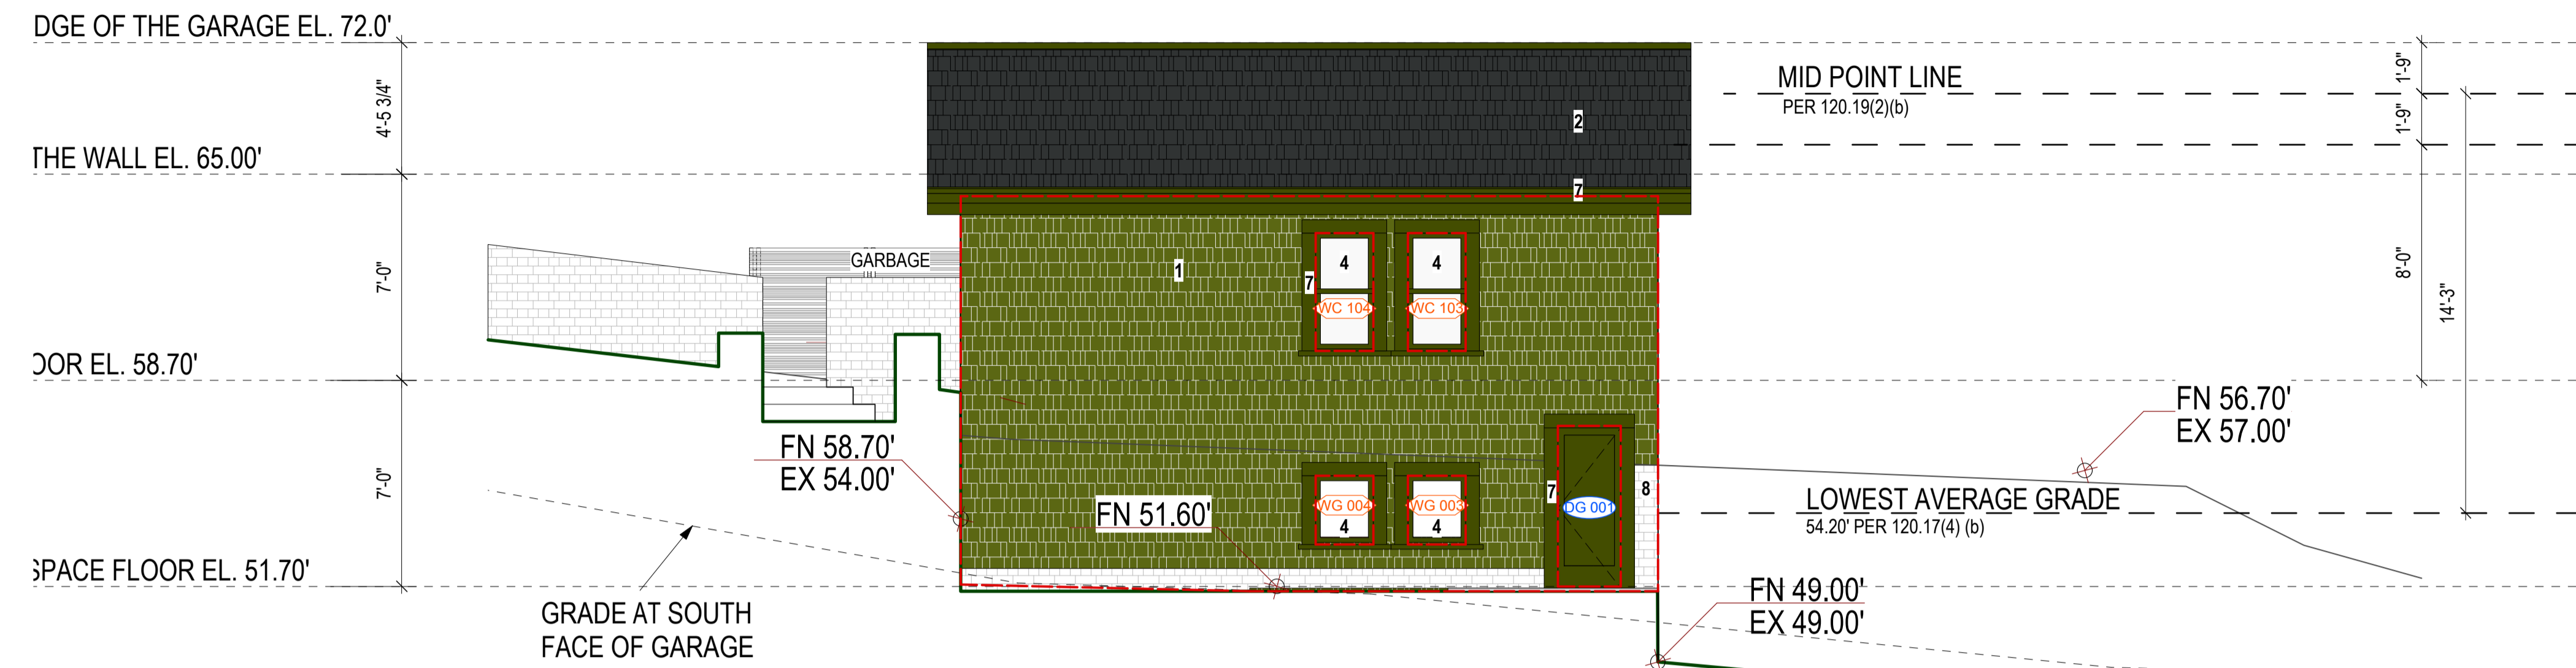 DGE OF THE GARAGE EL. 72.0'
4'-5 3/4"
THE WALL EL. 65.00'
7'-0"
OOR EL. 58.70'
7'-0"
SPACE FLOOR EL. 51.70'
GARBAGE
FN 58.70'
EX 54.00'
GRADE AT SOUTH
FACE OF GARAGE
FN 51.60'
1
2
7
4
4
7
WC 104
WC 103
WG 004
WG 003
4
4
7
DG 001
8
MID POINT LINE
PER 120.19(2)(b)
1'-9"
1'-9"
8'-0"
14'-3"
FN 56.70'
EX 57.00'
LOWEST AVERAGE GRADE
54.20' PER 120.17(4) (b)
FN 49.00'
EX 49.00'